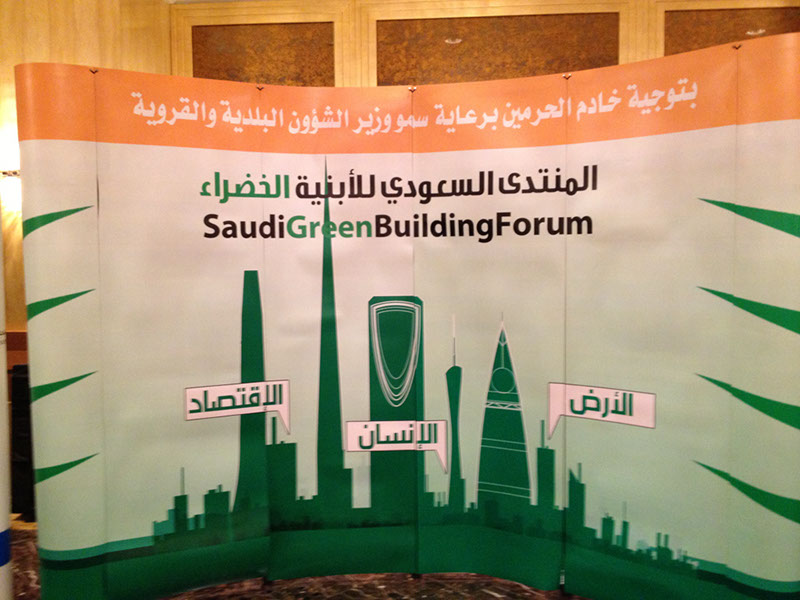 بتوجية خادم الحرمين برعاية سمو وزير الشؤون البلدية والقروية
المنتدى السعودي للأبنية الخضراء
SaudiGreenBuildingForum
الأرض
الإنسان
الاقتصاد